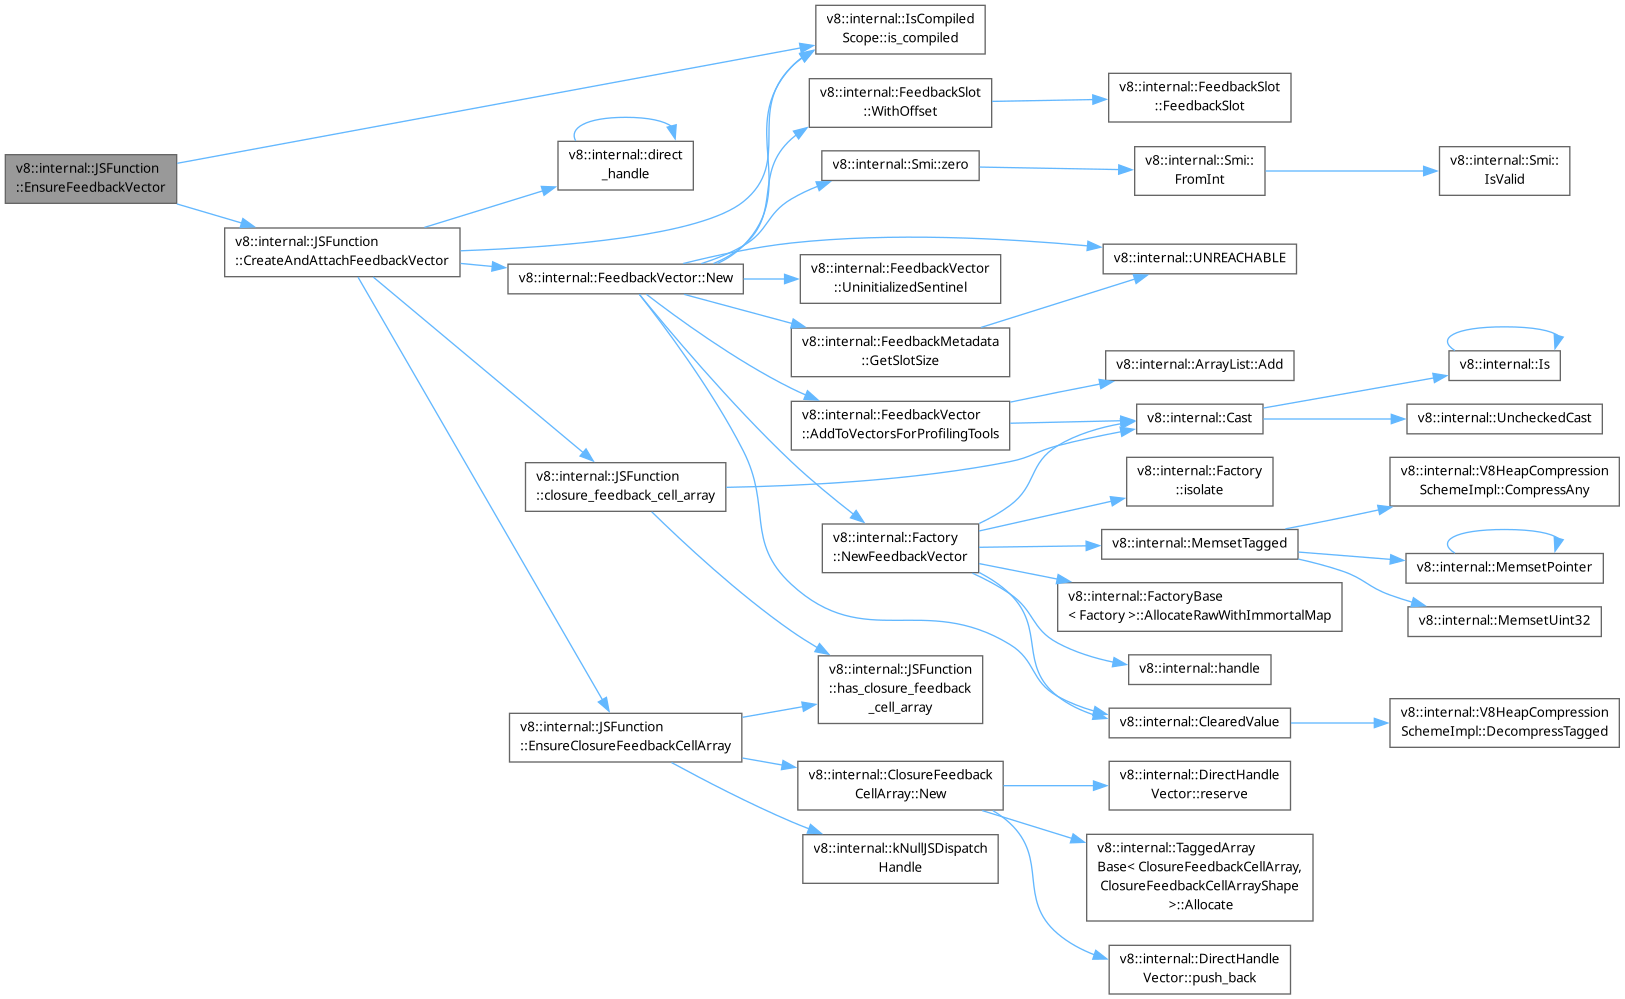 v8::internal::JSFunction
::EnsureFeedbackVector
v8::internal::JSFunction
::CreateAndAttachFeedbackVector
v8::internal::direct
_handle
v8::internal::FeedbackVector::New
v8::internal::JSFunction
::closure_feedback_cell_array
v8::internal::JSFunction
::EnsureClosureFeedbackCellArray
v8::internal::IsCompiled
Scope::is_compiled
v8::internal::FeedbackSlot
::WithOffset
v8::internal::Smi::zero
v8::internal::FeedbackVector
::UninitializedSentinel
v8::internal::FeedbackMetadata
::GetSlotSize
v8::internal::FeedbackVector
::AddToVectorsForProfilingTools
v8::internal::Factory
::NewFeedbackVector
v8::internal::JSFunction
::has_closure_feedback
_cell_array
v8::internal::ClosureFeedback
CellArray::New
v8::internal::kNullJSDispatch
Handle
v8::internal::FeedbackSlot
::FeedbackSlot
v8::internal::Smi::
FromInt
v8::internal::UNREACHABLE
v8::internal::ArrayList::Add
v8::internal::Cast
v8::internal::Factory
::isolate
v8::internal::MemsetTagged
v8::internal::FactoryBase
< Factory >::AllocateRawWithImmortalMap
v8::internal::handle
v8::internal::ClearedValue
v8::internal::DirectHandle
Vector::reserve
v8::internal::TaggedArray
Base< ClosureFeedbackCellArray,
ClosureFeedbackCellArrayShape
>::Allocate
v8::internal::DirectHandle
Vector::push_back
v8::internal::Smi::
IsValid
v8::internal::Is
v8::internal::UncheckedCast
v8::internal::V8HeapCompression
SchemeImpl::CompressAny
v8::internal::MemsetPointer
v8::internal::MemsetUint32
v8::internal::V8HeapCompression
SchemeImpl::DecompressTagged